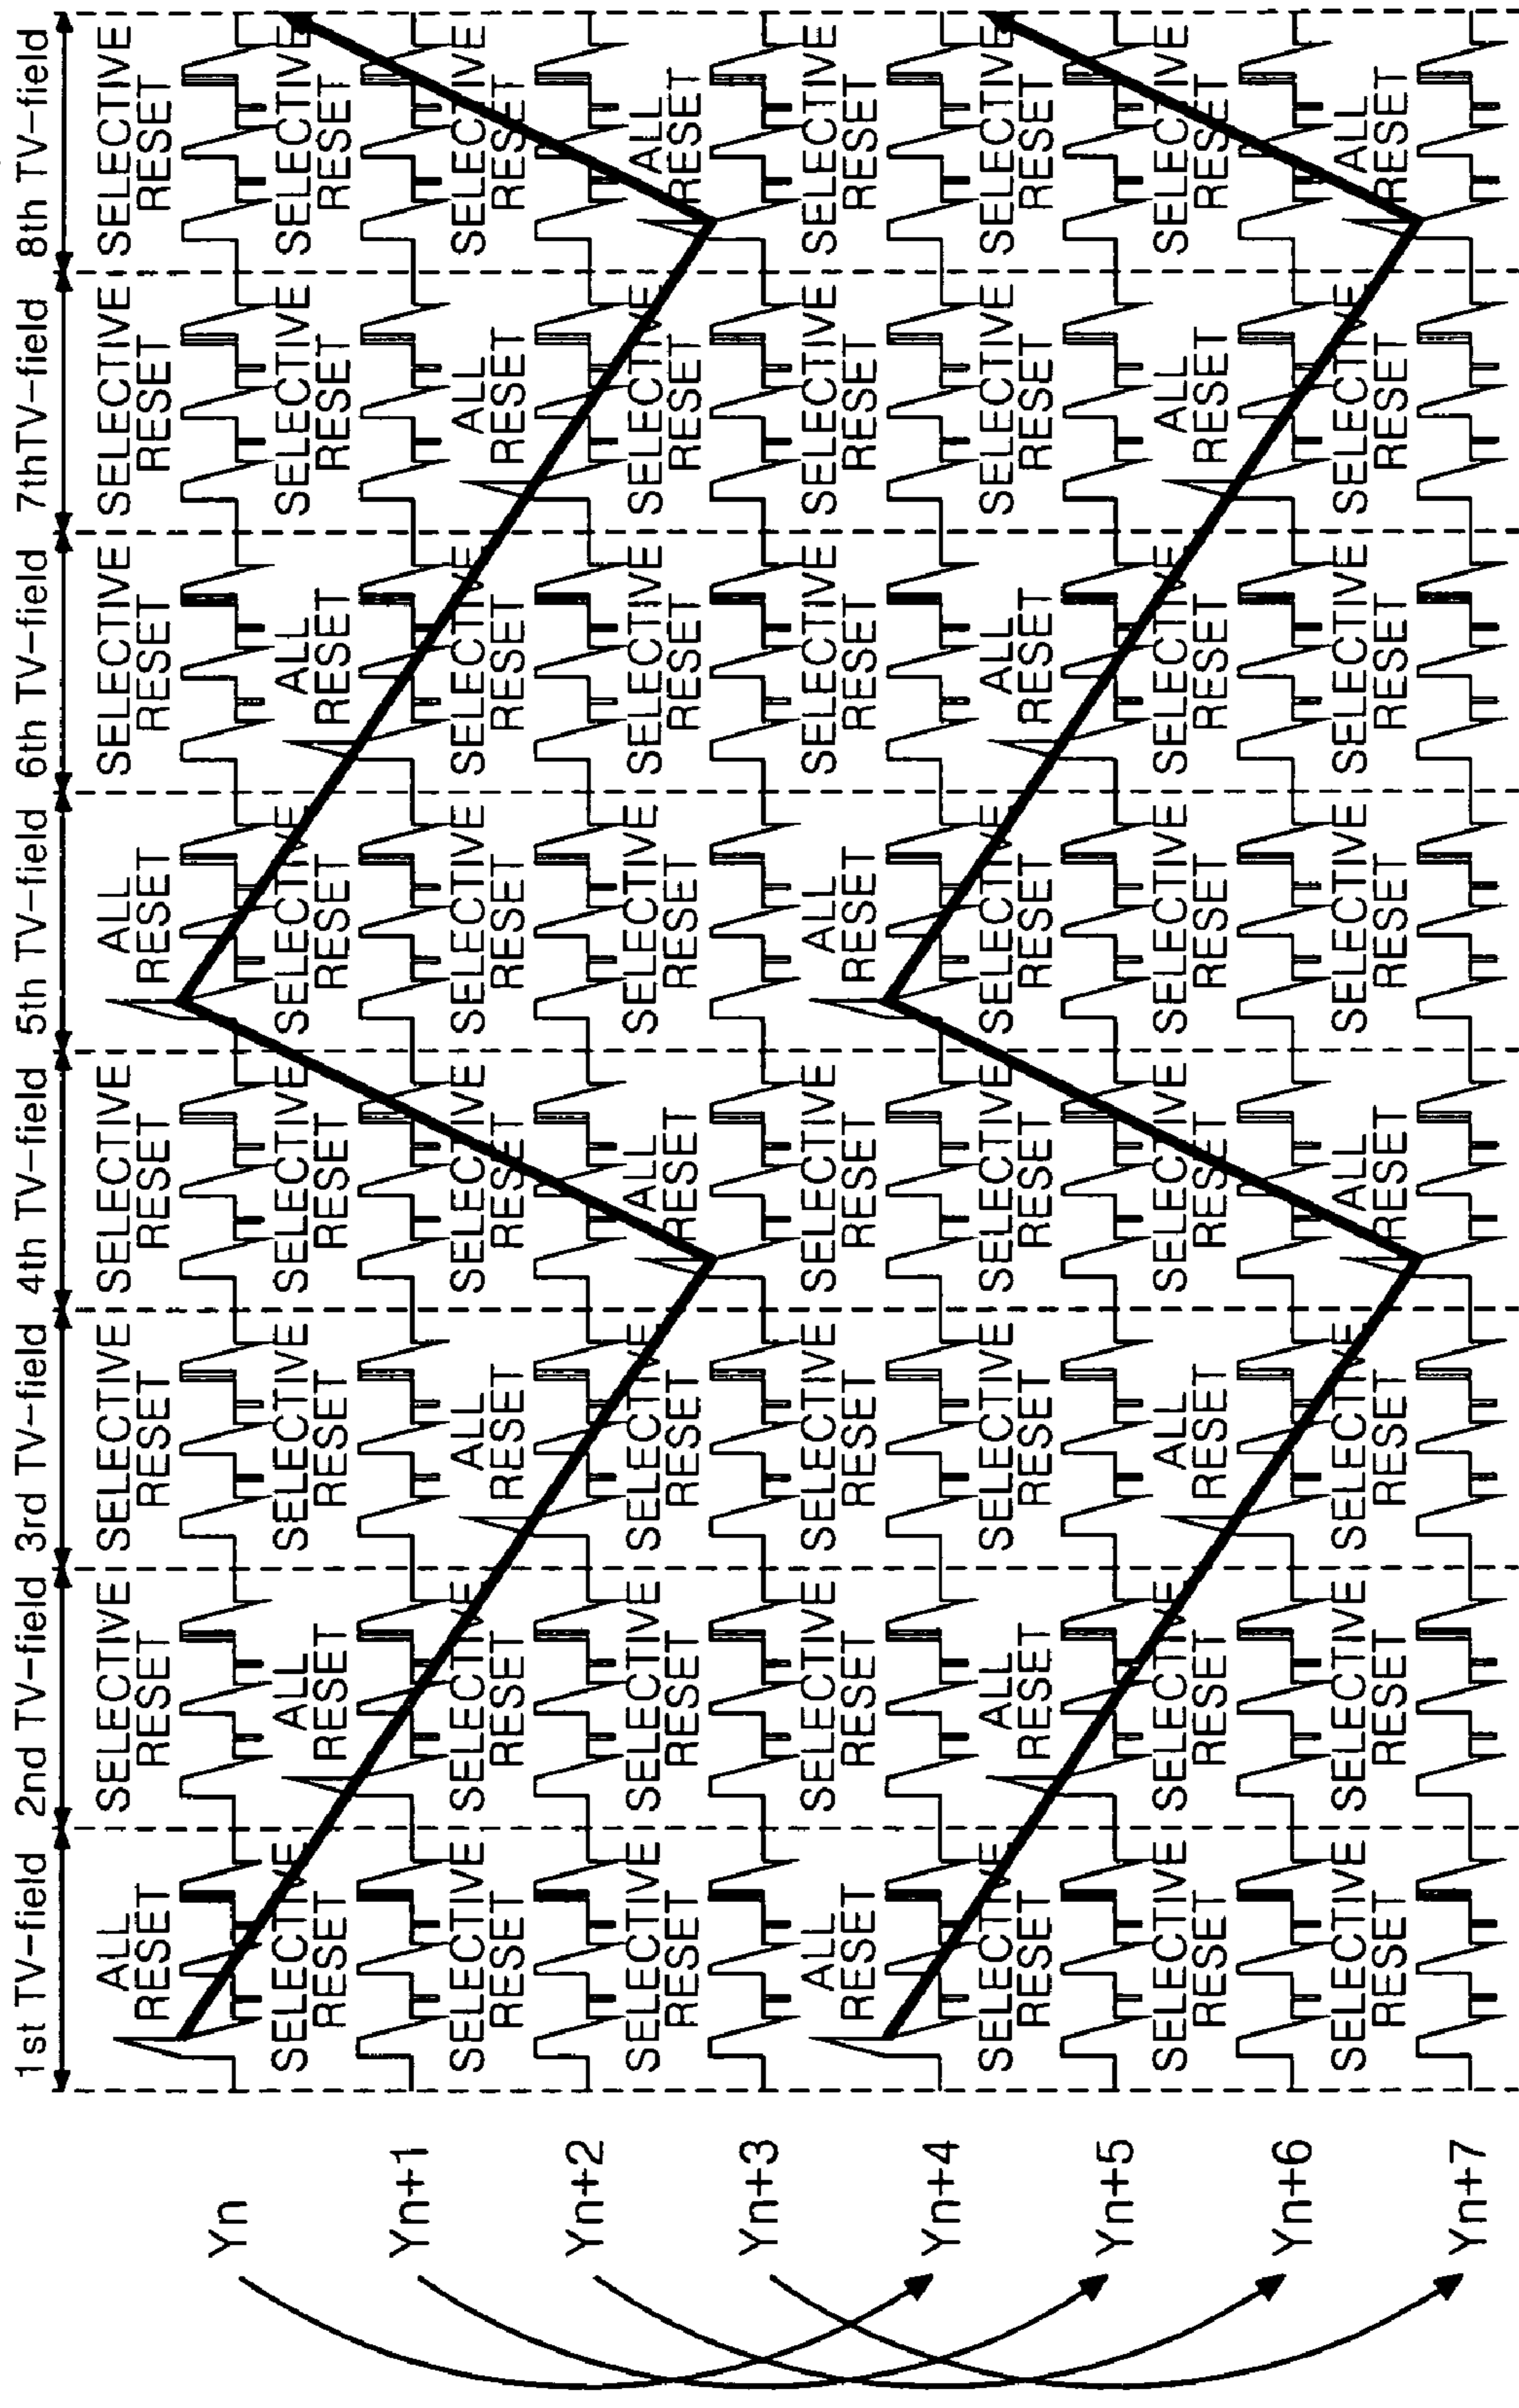 1st TV-field 2nd TV-field 3rd TV-field 4th TV-field 5th TV-field 6th TV-field 7thTV-field 8th TV-field
ALL SELECTIVE SELECTIVE SELECTIVE ALL SELECTIVE SELECTIVE SELECTIVE
RESET RESET RESET RESET RESET RESET RESET RESET
Yn
SELECTIVE ALL SELECTIVE SELECTIVE SELECTIVE ALL SELECTIVE SELECTIVE
RESET RESET RESET RESET RESET RESET RESET RESET
Yn+1
SELECTIVE SELECTIVE ALL SELECTIVE SELECTIVE SELECTIVE ALL SELECTIVE
RESET RESET RESET RESET RESET RESET RESET RESET
Yn+2
SELECTIVE SELECTIVE SELECTIVE ALL SELECTIVE SELECTIVE SELECTIVE ALL
RESET RESET RESET RESET RESET RESET RESET RESET
Yn+3
ALL SELECTIVE SELECTIVE SELECTIVE ALL SELECTIVE SELECTIVE SELECTIVE
RESET RESET RESET RESET RESET RESET RESET RESET
Yn+4
SELECTIVE ALL SELECTIVE SELECTIVE SELECTIVE ALL SELECTIVE SELECTIVE
RESET RESET RESET RESET RESET RESET RESET RESET
Yn+5
SELECTIVE SELECTIVE ALL SELECTIVE SELECTIVE SELECTIVE ALL SELECTIVE
RESET RESET RESET RESET RESET RESET RESET RESET
Yn+6
SELECTIVE SELECTIVE SELECTIVE ALL SELECTIVE SELECTIVE SELECTIVE ALL
RESET RESET RESET RESET RESET RESET RESET RESET
Yn+7